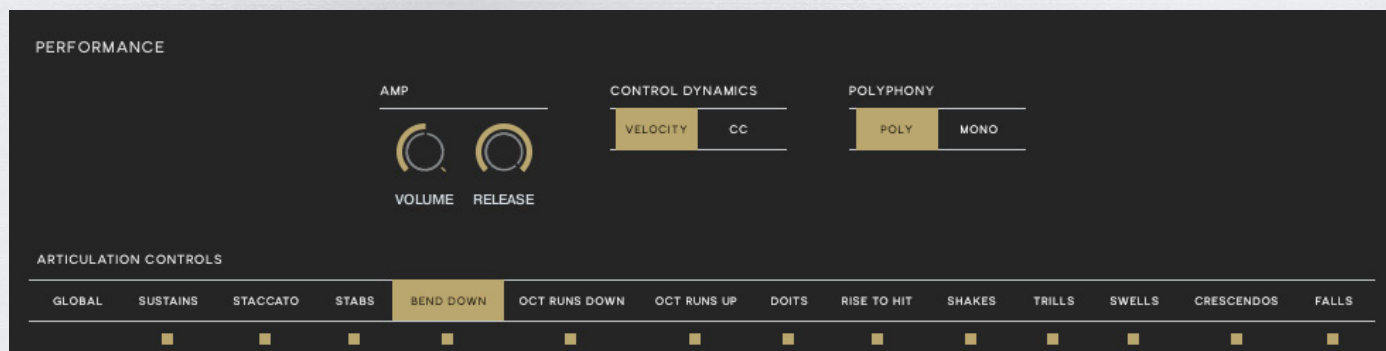 PERFORMANCE
AMP
CONTROL DYNAMICS
POLYPHONY
VELOCITY CC
POLY MONO
VOLUME RELEASE
ARTICULATION CONTROLS
GLOBAL SUSTAINS STACCATO STABS BEND DOWN OCT RUNS DOWN OCT RUNS UP DOITS RISE TO HIT SHAKES TRILLS SWELLS CRESCENDOS FALLS